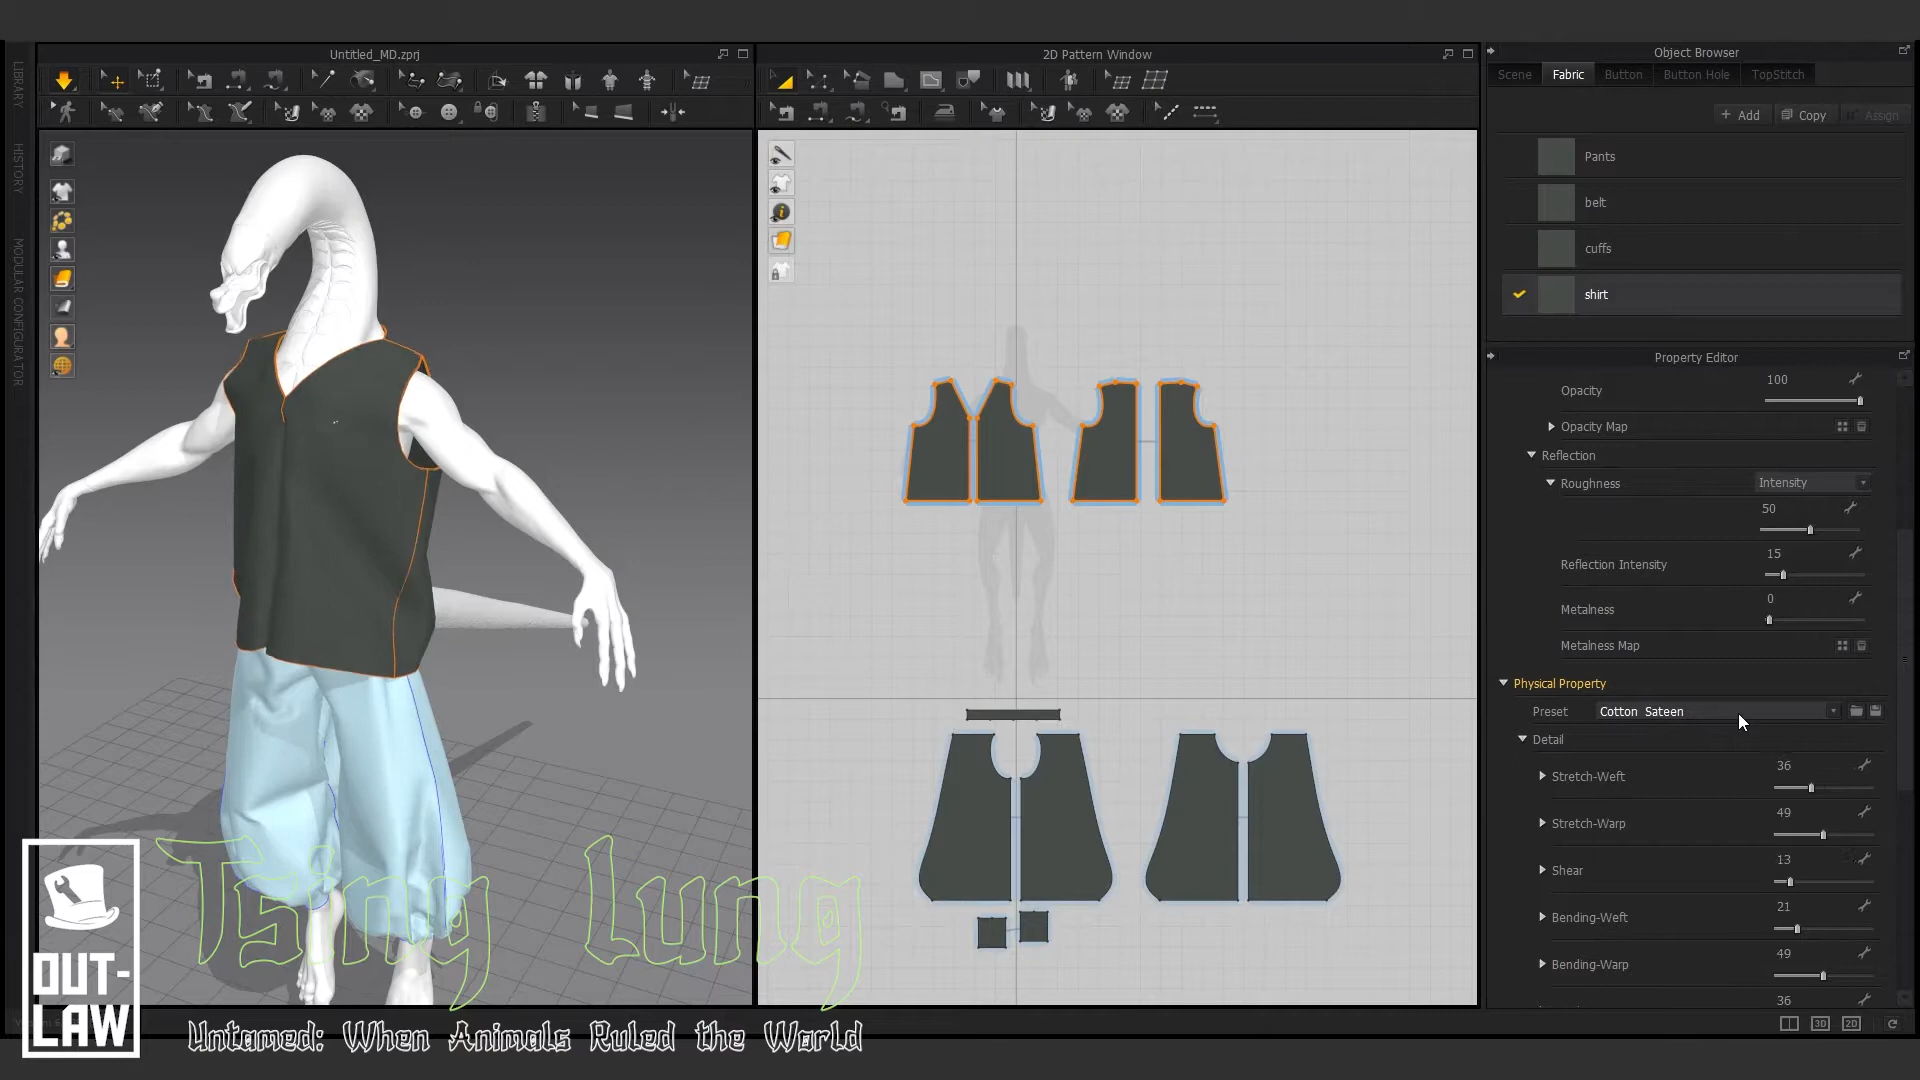 Untitled_MD.zprj
2D Pattern Window
Object Browser
Scene
Fabric
Button
Button Hole
TopStitch
+ Add
Copy
Assign
Pants
belt
cuffs
shirt
LIBRARY
HISTORY
MODULAR CONFIGURATOR
Property Editor
Opacity
100
Opacity Map
Reflection
Roughness
Intensity
50
Reflection Intensity
15
Metalness
0
Metalness Map
Physical Property
Preset
Cotton Sateen
Detail
Stretch-Weft
36
Stretch-Warp
49
Shear
13
Bending-Weft
21
Bending-Warp
49
36
3D
2D
Tsing Lung
OUT-
LAW
Untamed: When Animals Ruled the World